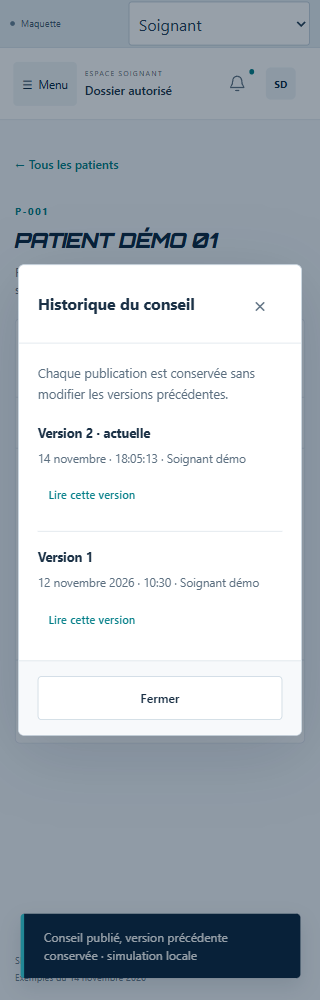 Maquette
Soignant
☰ Menu
ESPACE SOIGNANT
Dossier autorisé
SD
← Tous les patients
P-001
PATIENT DÉMO 01
Historique du conseil
×
Chaque publication est conservée sans
modifier les versions précédentes.
Version 2 · actuelle
14 novembre · 18:05:13 · Soignant démo
Lire cette version
Version 1
12 novembre 2026 · 10:30 · Soignant démo
Lire cette version
Fermer
Conseil publié, version précédente
conservée · simulation locale
Exemples du 14 novembre 2026